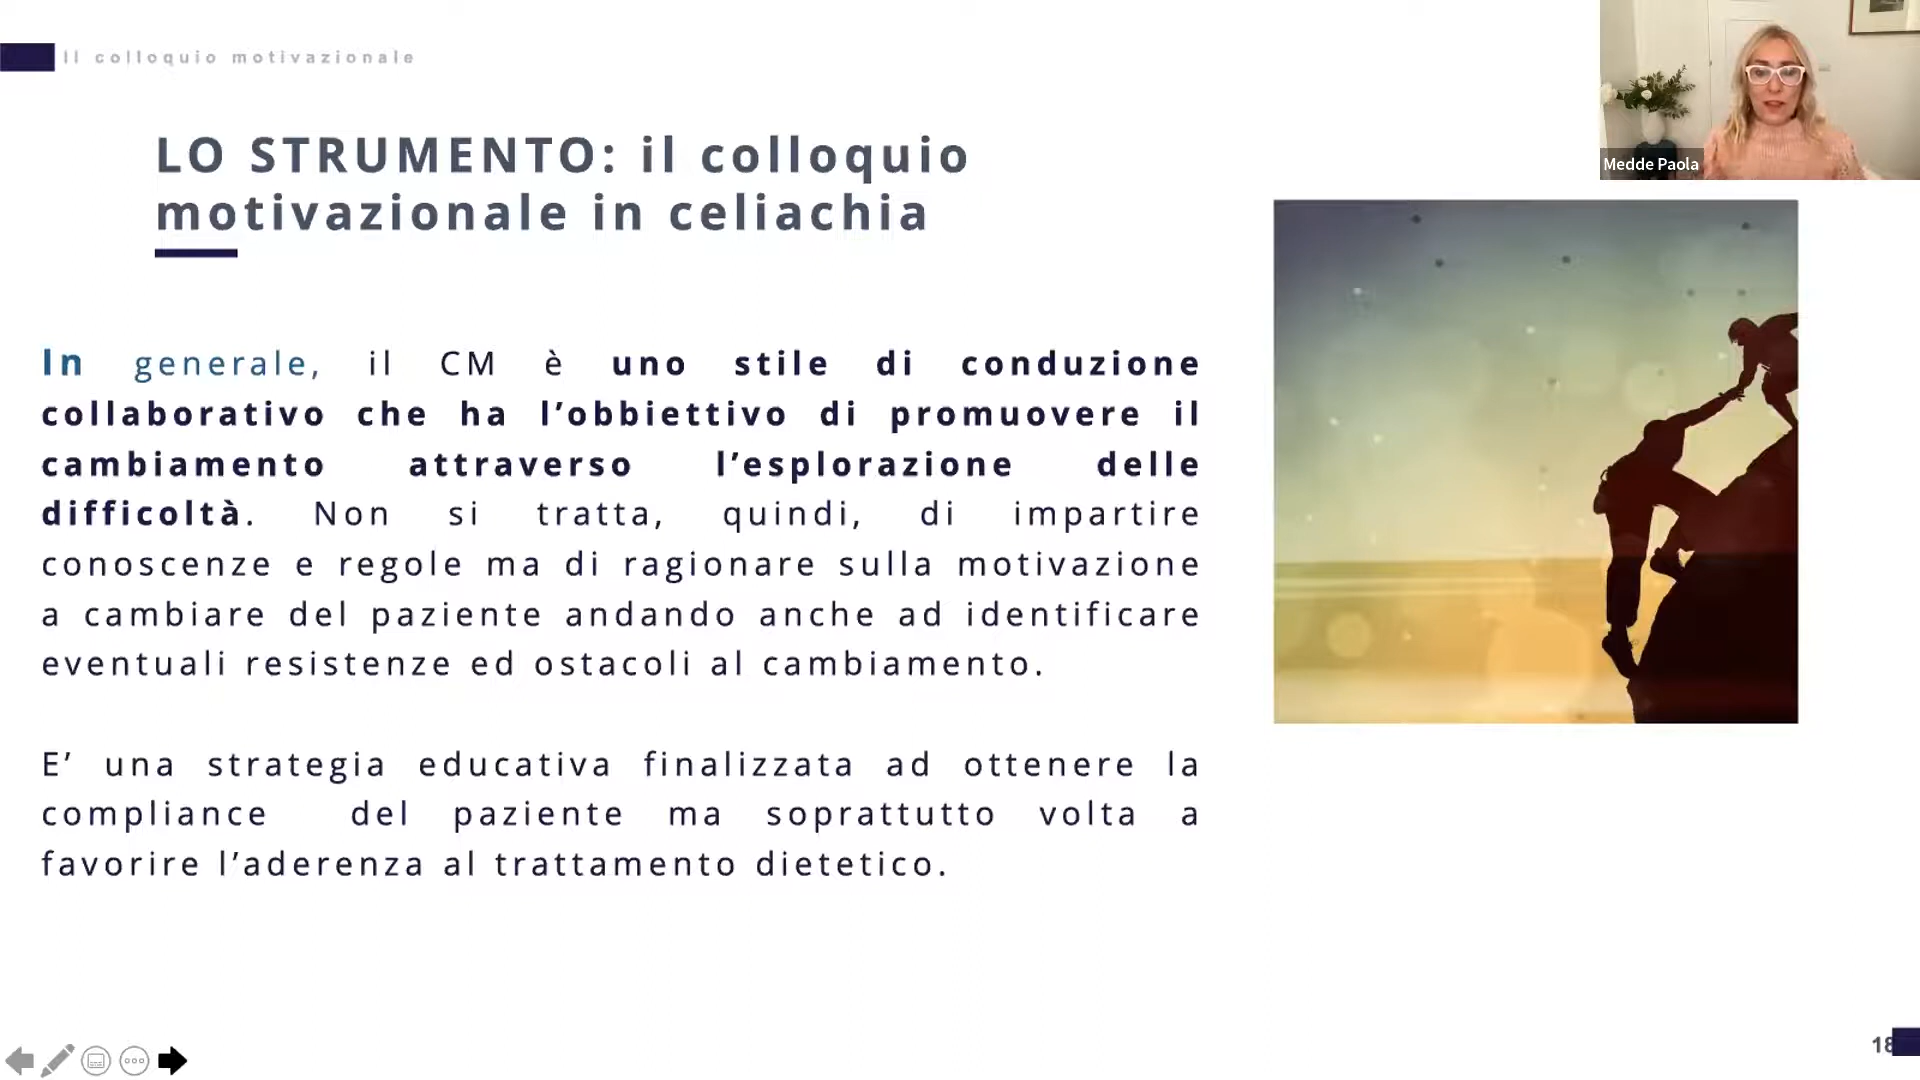 Il colloquio motivazionale
Medde Paola
LO STRUMENTO: il colloquio
motivazionale in celiachia
In generale, il CM è uno stile di conduzione
collaborativo che ha l’obbiettivo di promuovere il
cambiamento attraverso l’esplorazione delle
difficoltà. Non si tratta, quindi, di impartire
conoscenze e regole ma di ragionare sulla motivazione
a cambiare del paziente andando anche ad identificare
eventuali resistenze ed ostacoli al cambiamento.
E’ una strategia educativa finalizzata ad ottenere la
compliance del paziente ma soprattutto volta a
favorire l’aderenza al trattamento dietetico.
18